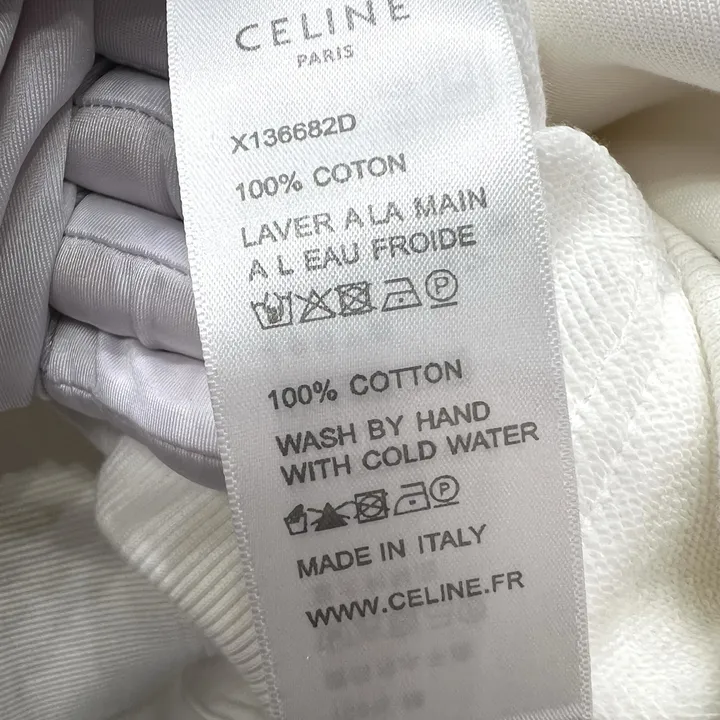 CELINE
PARIS
X136682D
100% COTON
LAVER A LA MAIN
A L EAU FROIDE
P
100% COTTON
WASH BY HAND
WITH COLD WATER
P
MADE IN ITALY
WWW.CELINE.FR